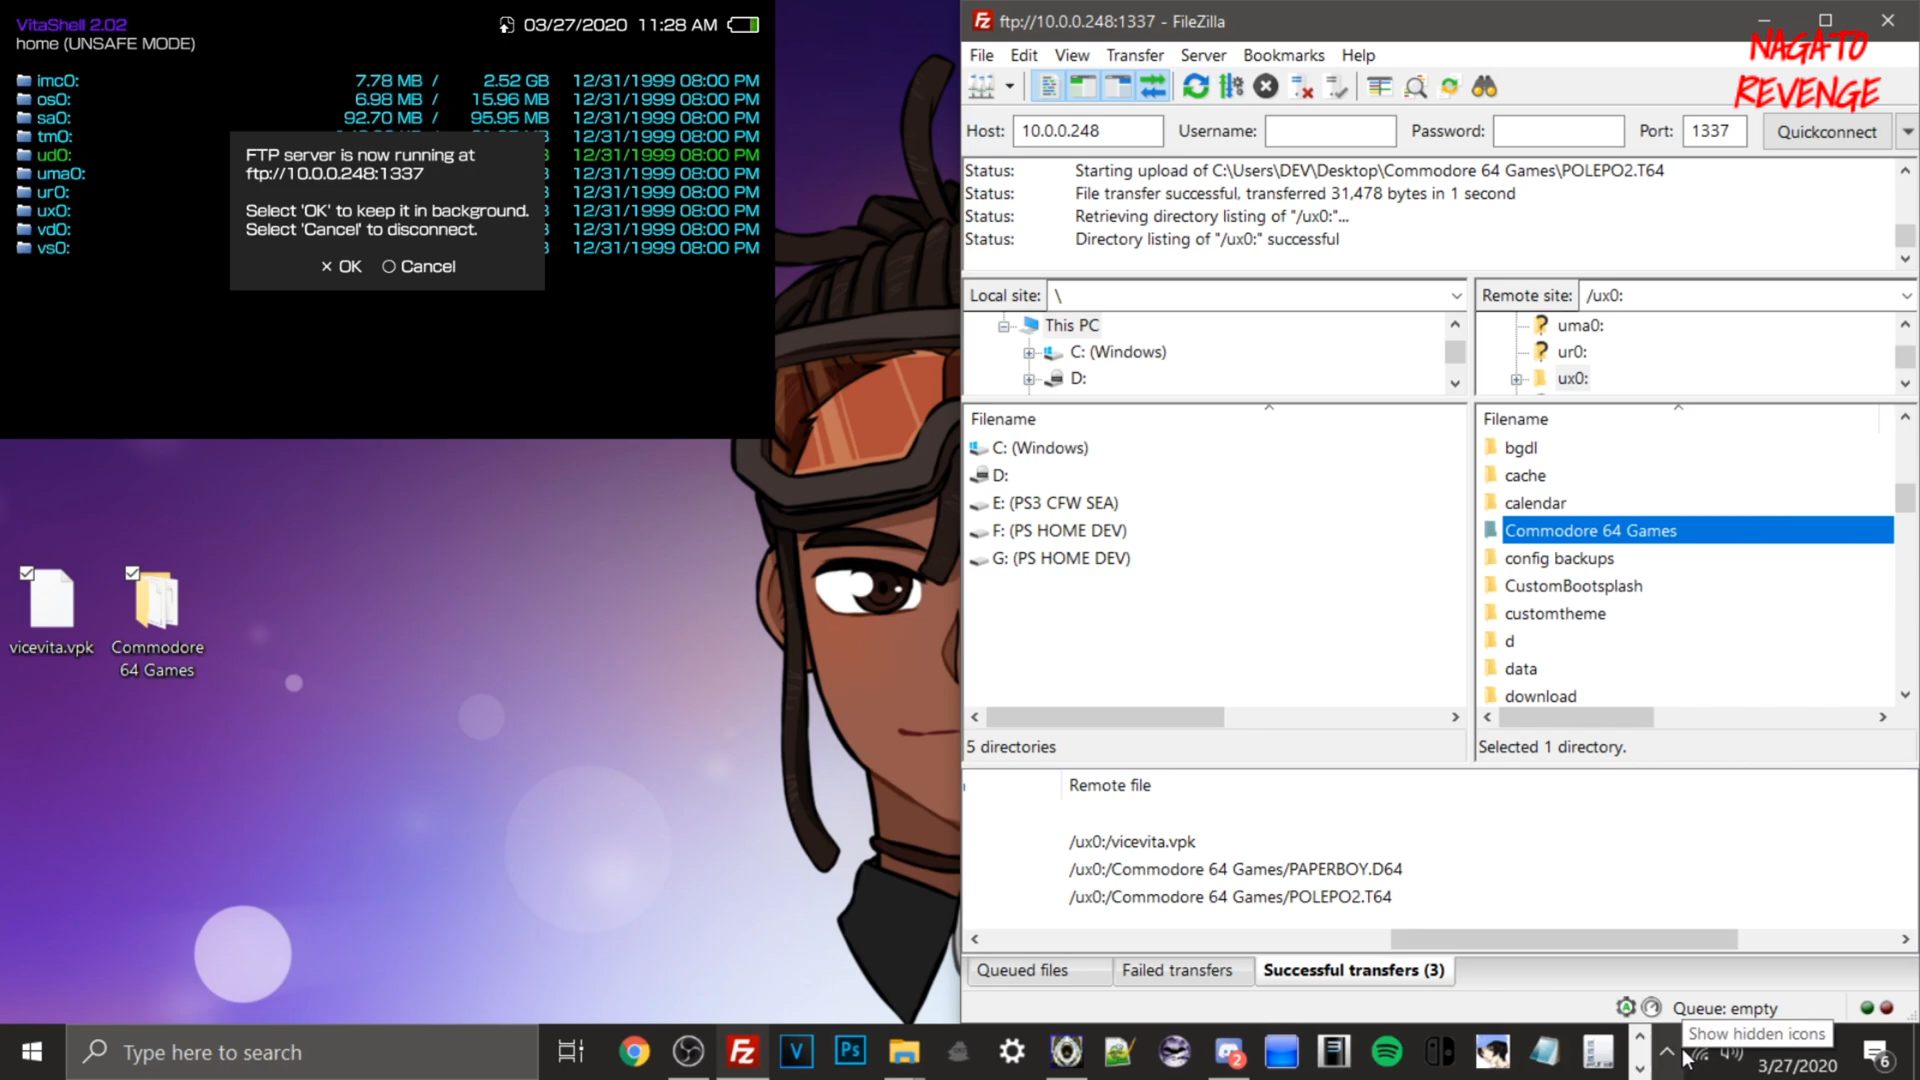 VitaShell 2.02
03/27/2020 11:28 AM
home (UNSAFE MODE)
imc0: 7.78 MB / 2.52 GB 12/31/1999 08:00 PM
os0: 6.98 MB / 15.96 MB 12/31/1999 08:00 PM
sa0: 92.70 MB / 95.95 MB 12/31/1999 08:00 PM
tm0: 12/31/1999 08:00 PM
ud0: 12/31/1999 08:00 PM
uma0: 12/31/1999 08:00 PM
ur0: 12/31/1999 08:00 PM
ux0: 12/31/1999 08:00 PM
vd0: 12/31/1999 08:00 PM
vs0: 12/31/1999 08:00 PM
FTP server is now running at
ftp://10.0.0.248:1337
Select 'OK' to keep it in background.
Select 'Cancel' to disconnect.
× OK ○ Cancel
vicevita.vpk
Commodore
64 Games
ftp://10.0.0.248:1337 - FileZilla
NAGATO
REVENGE
File Edit View Transfer Server Bookmarks Help
Host: 10.0.0.248 Username: Password: Port: 1337 Quickconnect
Status: Starting upload of C:\Users\DEV\Desktop\Commodore 64 Games\POLEPO2.T64
Status: File transfer successful, transferred 31,478 bytes in 1 second
Status: Retrieving directory listing of "/ux0:"...
Status: Directory listing of "/ux0:" successful
Local site: \
This PC
C: (Windows)
D:
Filename
C: (Windows)
D:
E: (PS3 CFW SEA)
F: (PS HOME DEV)
G: (PS HOME DEV)
5 directories
Remote site: /ux0:
uma0:
ur0:
ux0:
Filename
bgdl
cache
calendar
Commodore 64 Games
config backups
CustomBootsplash
customtheme
d
data
download
Selected 1 directory.
Remote file
/ux0:/vicevita.vpk
/ux0:/Commodore 64 Games/PAPERBOY.D64
/ux0:/Commodore 64 Games/POLEPO2.T64
Queued files Failed transfers Successful transfers (3)
Queue: empty
Show hidden icons
Type here to search
3/27/2020
2
6